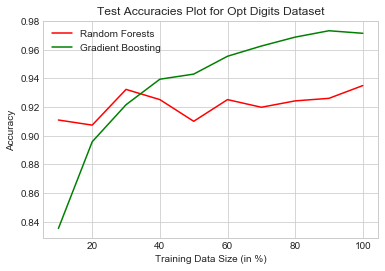 Test Accuracies Plot for Opt Digits Dataset
Random Forests
Gradient Boosting
0.98
0.96
0.94
0.92
0.90
0.88
0.86
0.84
Accuracy
20 40 60 80 100
Training Data Size (in %)